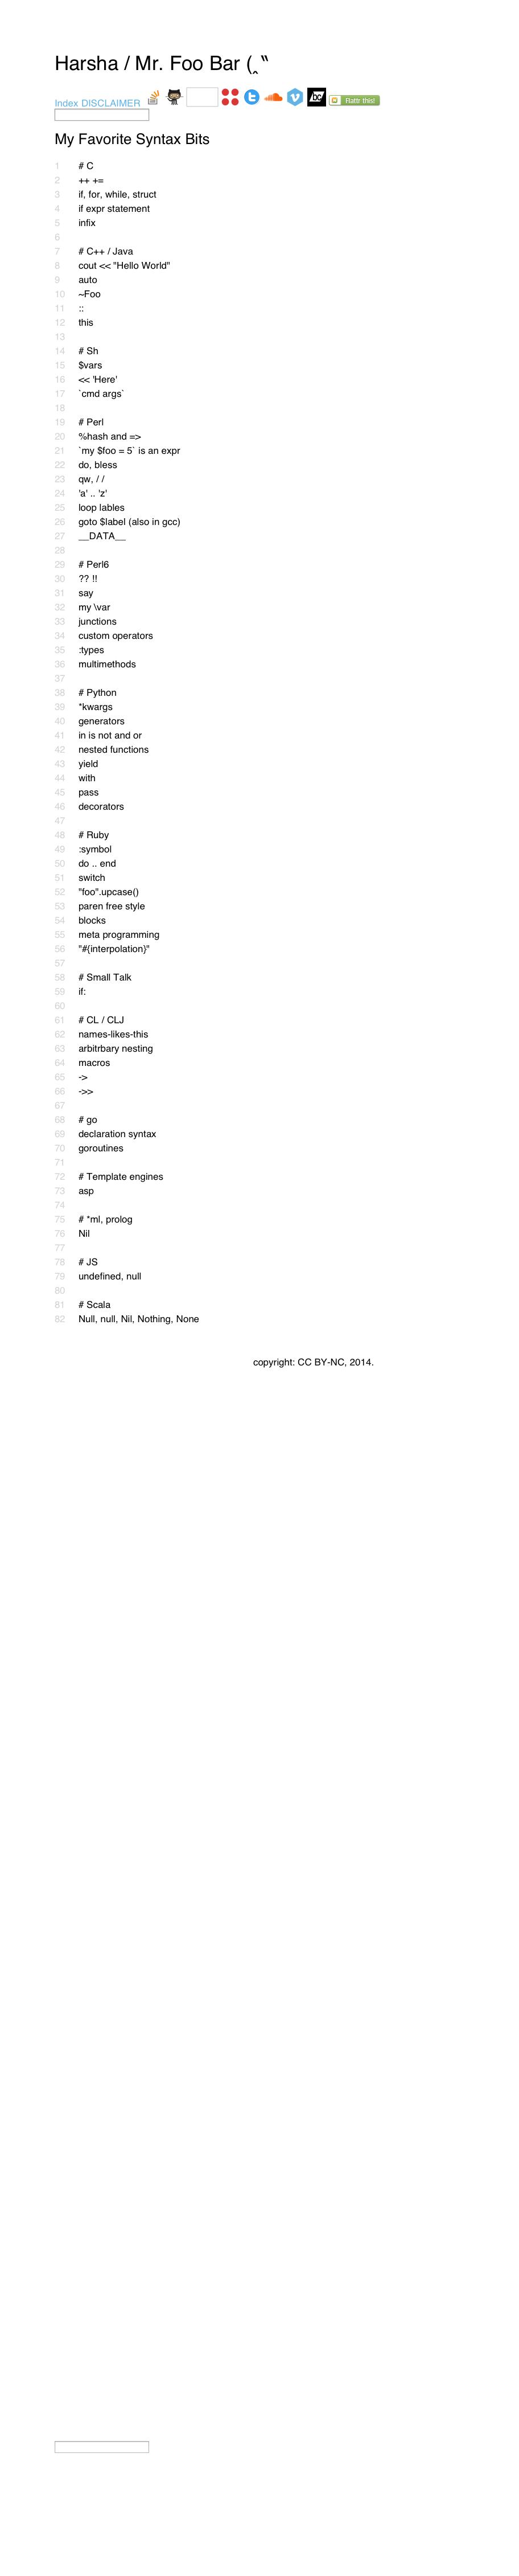 Harsha / Mr. Foo Bar (‸‟
Index DISCLAIMER Flattr this!
My Favorite Syntax Bits
1 # C
2 ++ +=
3 if, for, while, struct
4 if expr statement
5 infix
6
7 # C++ / Java
8 cout << "Hello World"
9 auto
10 ~Foo
11 ::
12 this
13
14 # Sh
15 $vars
16 << 'Here'
17 `cmd args`
18
19 # Perl
20 %hash and =>
21 `my $foo = 5` is an expr
22 do, bless
23 qw, / /
24 'a' .. 'z'
25 loop lables
26 goto $label (also in gcc)
27 __DATA__
28
29 # Perl6
30 ?? !!
31 say
32 my \var
33 junctions
34 custom operators
35 :types
36 multimethods
37
38 # Python
39 *kwargs
40 generators
41 in is not and or
42 nested functions
43 yield
44 with
45 pass
46 decorators
47
48 # Ruby
49 :symbol
50 do .. end
51 switch
52 "foo".upcase()
53 paren free style
54 blocks
55 meta programming
56 "#{interpolation}"
57
58 # Small Talk
59 if:
60
61 # CL / CLJ
62 names-likes-this
63 arbitrbary nesting
64 macros
65 ->
66 ->>
67
68 # go
69 declaration syntax
70 goroutines
71
72 # Template engines
73 asp
74
75 # *ml, prolog
76 Nil
77
78 # JS
79 undefined, null
80
81 # Scala
82 Null, null, Nil, Nothing, None
copyright: CC BY-NC, 2014.